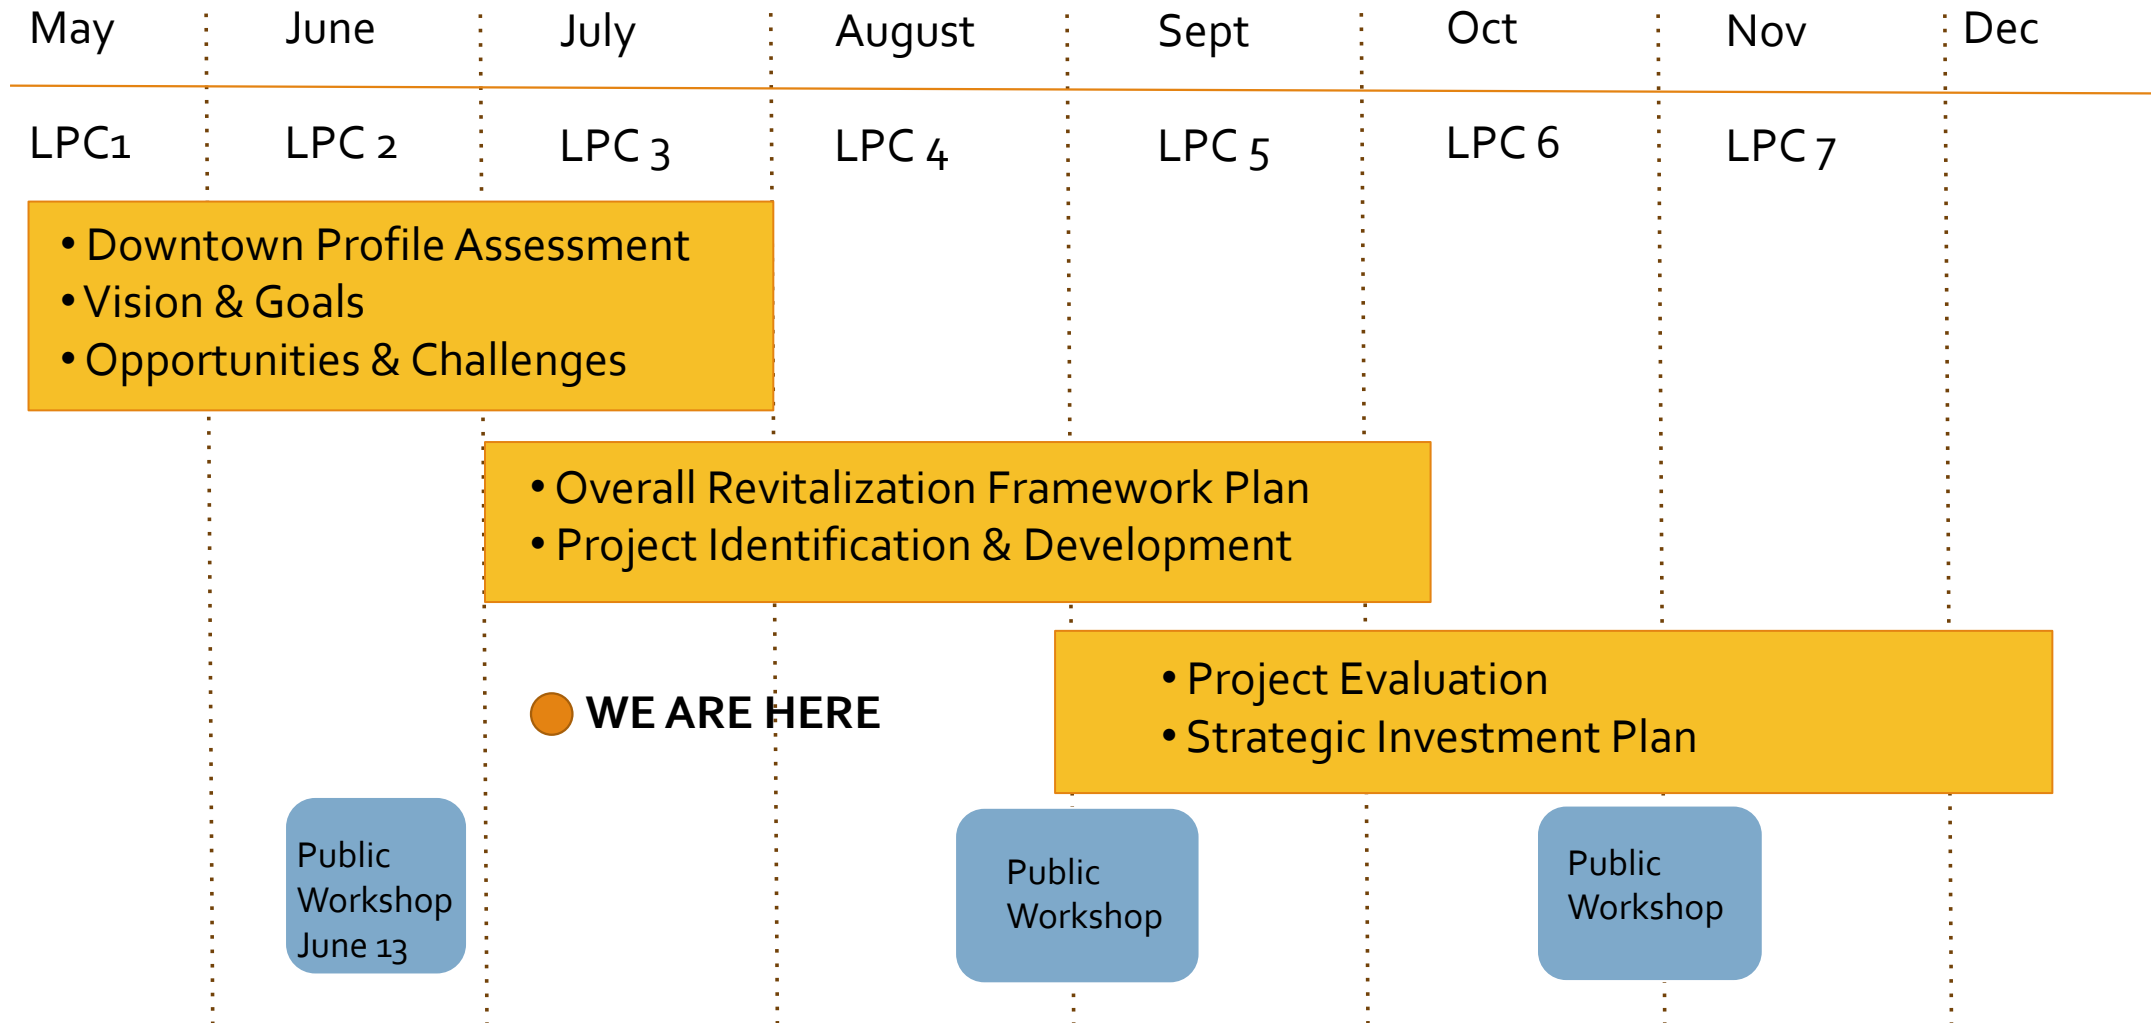 May June July August Sept Oct Nov Dec
LPC1 LPC 2 LPC 3 LPC 4 LPC 5 LPC 6 LPC 7
• Downtown Profile Assessment
• Vision & Goals
• Opportunities & Challenges
• Overall Revitalization Framework Plan
• Project Identification & Development
• Project Evaluation
• Strategic Investment Plan
WE ARE HERE
Public
Workshop
June 13
Public
Workshop
Public
Workshop